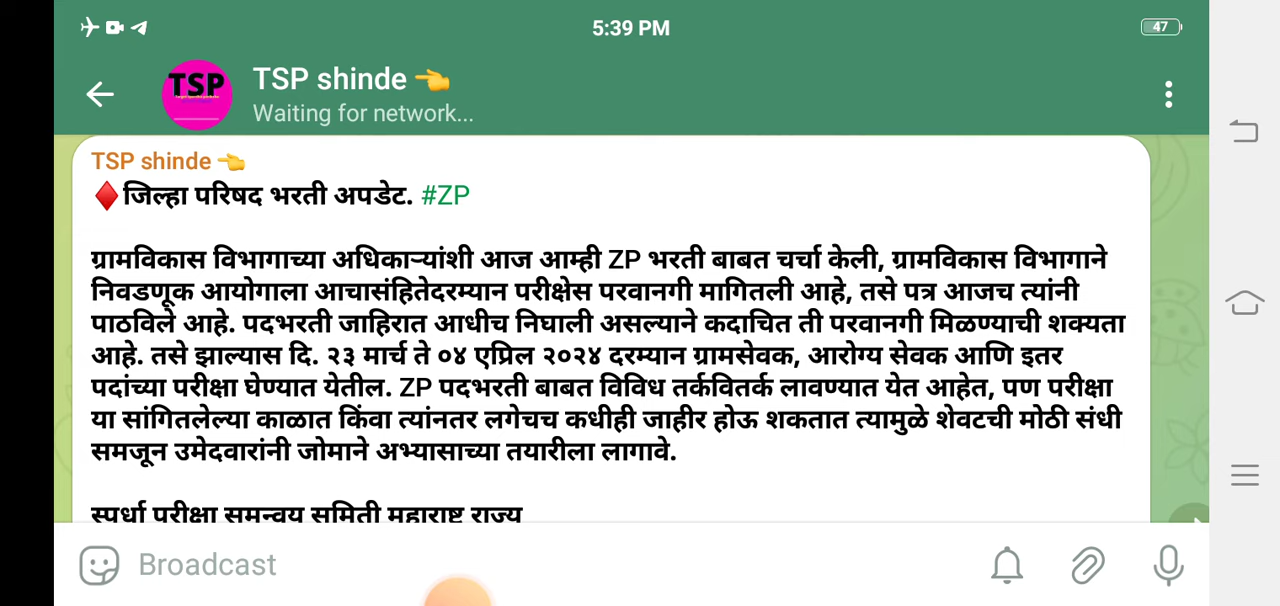 5:39 PM
47
TSP
TSP shinde 👈
Waiting for network...
TSP shinde 👈
♦️जिल्हा परिषद भरती अपडेट. #ZP
ग्रामविकास विभागाच्या अधिकाऱ्यांशी आज आम्ही ZP भरती बाबत चर्चा केली, ग्रामविकास विभागाने
निवडणूक आयोगाला आचासंहितेदरम्यान परीक्षेस परवानगी मागितली आहे, तसे पत्र आजच त्यांनी
पाठविले आहे. पदभरती जाहिरात आधीच निघाली असल्याने कदाचित ती परवानगी मिळण्याची शक्यता
आहे. तसे झाल्यास दि. २३ मार्च ते ०४ एप्रिल २०२४ दरम्यान ग्रामसेवक, आरोग्य सेवक आणि इतर
पदांच्या परीक्षा घेण्यात येतील. ZP पदभरती बाबत विविध तर्कवितर्क लावण्यात येत आहेत, पण परीक्षा
या सांगितलेल्या काळात किंवा त्यांनतर लगेचच कधीही जाहीर होऊ शकतात त्यामुळे शेवटची मोठी संधी
समजून उमेदवारांनी जोमाने अभ्यासाच्या तयारीला लागावे.
स्पर्धा परीक्षा समन्वय समिती महाराष्ट्र राज्य
Broadcast